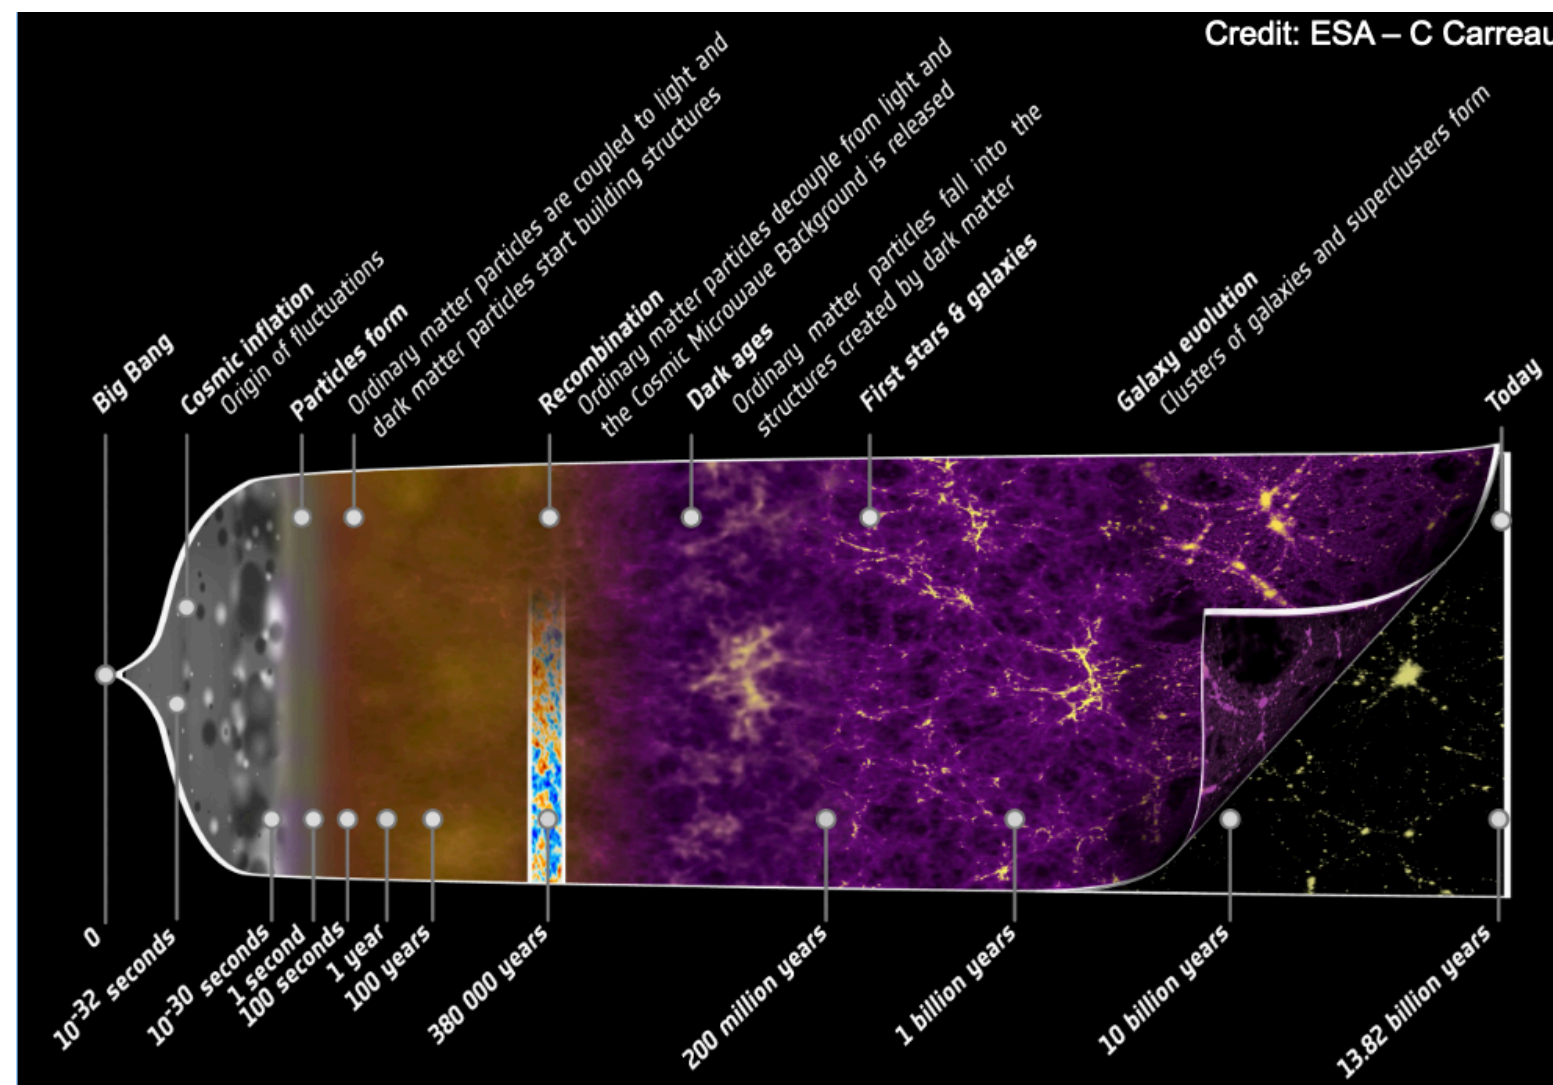 Credit: ESA – C Carreau
Big Bang
Cosmic inflation
Origin of fluctuations
Particles form
Ordinary matter particles are coupled to light and
dark matter particles start building structures
Recombination
Ordinary matter particles decouple from light and
the Cosmic Microwave Background is released
Dark ages
Ordinary matter particles fall into the
structures created by dark matter
First stars & galaxies
Galaxy evolution
Clusters of galaxies and superclusters form
Today
0
10-32 seconds
10-30 seconds
1 second
100 seconds
1 year
100 years
380 000 years
200 million years
1 billion years
10 billion years
13.82 billion years